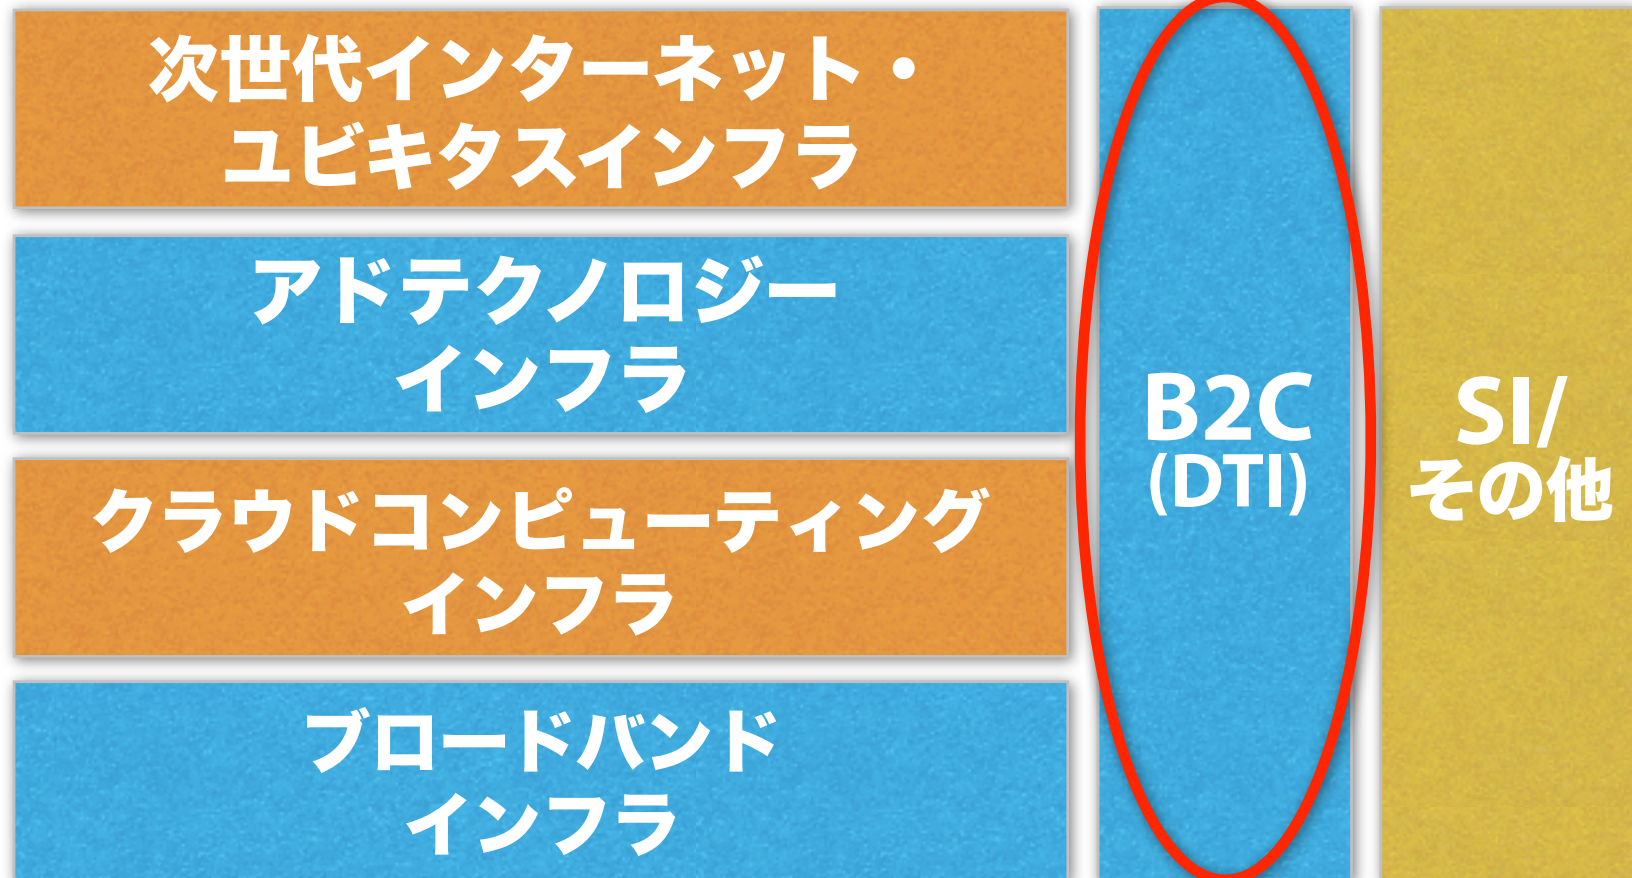 次世代インターネット・
ユビキタスインフラ
アドテクノロジー
インフラ
クラウドコンピューティング
インフラ
ブロードバンド
インフラ
B2C
(DTI)
SI/
その他